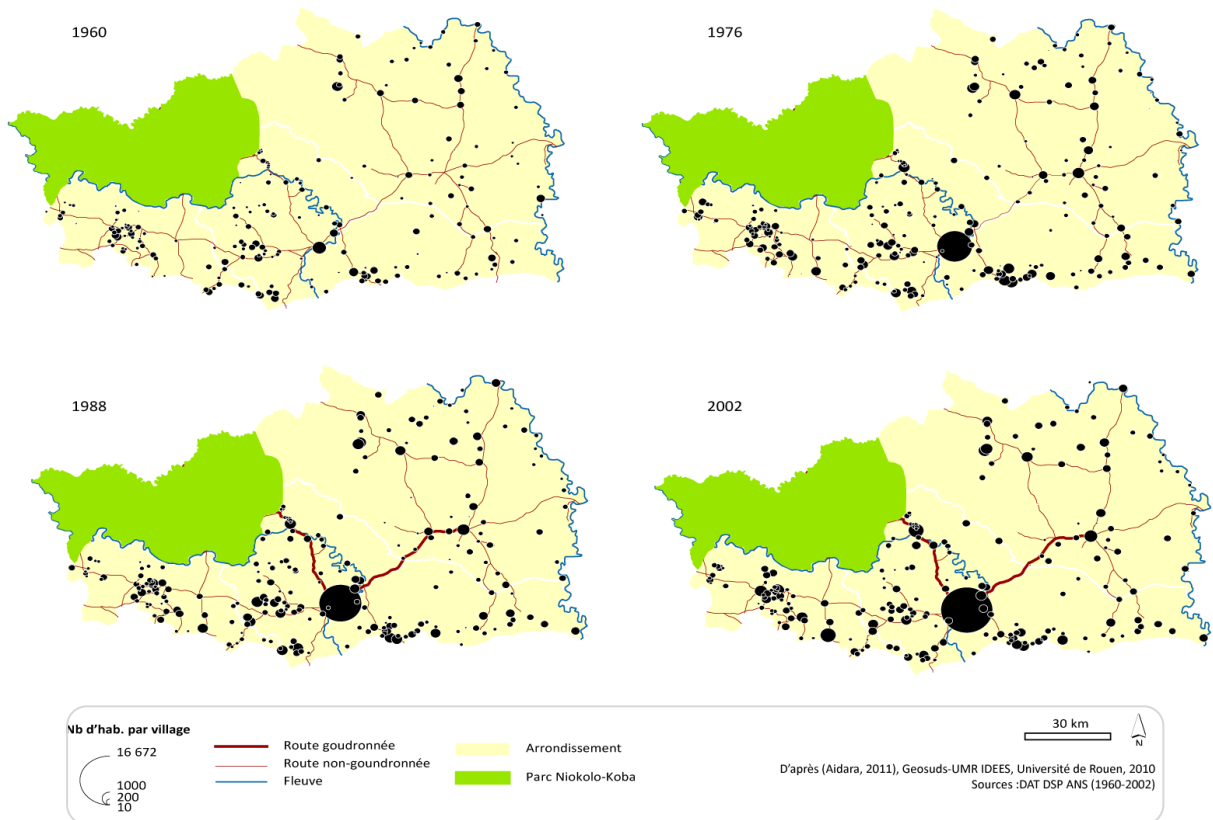 1960
1976
1988
2002
Nb d’hab. par village
16 672
1000
200
10
Route goudronnée
Route non-goundronnée
Fleuve
Arrondissement
Parc Niokolo-Koba
30 km
N
D’après (Aidara, 2011), Geosuds-UMR IDEES, Université de Rouen, 2010
Sources :DAT DSP ANS (1960-2002)